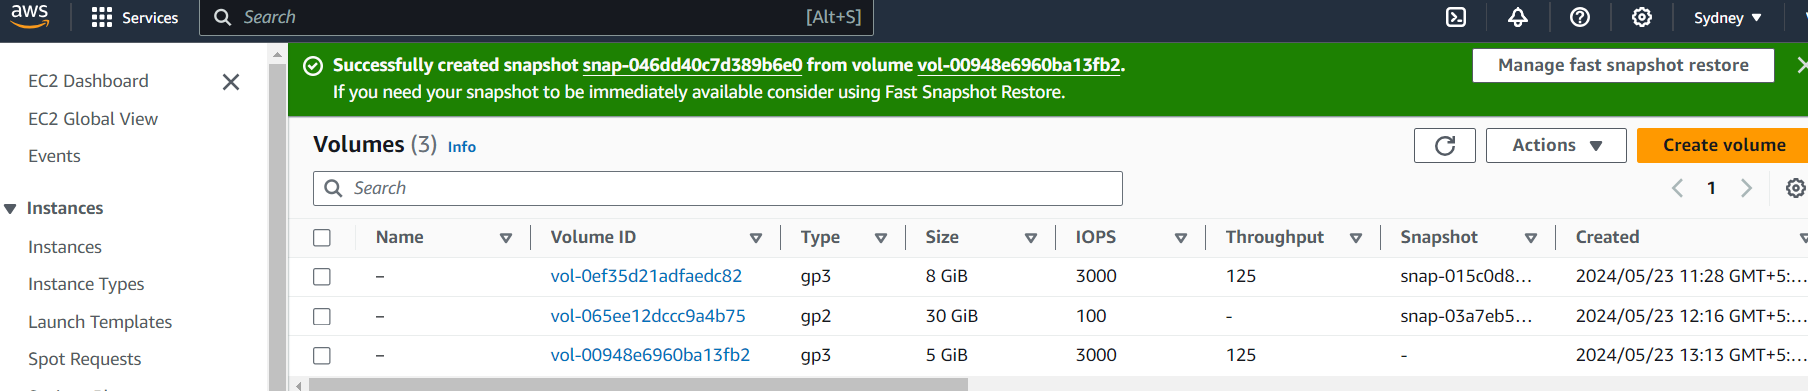 aws
Services
Search
[Alt+S]
Sydney
EC2 Dashboard
EC2 Global View
Events
Instances
Instances
Instance Types
Launch Templates
Spot Requests
Successfully created snapshot snap-046dd40c7d389b6e0 from volume vol-00948e6960ba13fb2.
If you need your snapshot to be immediately available consider using Fast Snapshot Restore.
Manage fast snapshot restore
Volumes (3) Info
Actions
Create volume
Search
1
Name Volume ID Type Size IOPS Throughput Snapshot Created
– vol-0ef35d21adfaedc82 gp3 8 GiB 3000 125 snap-015c0d8... 2024/05/23 11:28 GMT+5:...
– vol-065ee12dccc9a4b75 gp2 30 GiB 100 - snap-03a7eb5... 2024/05/23 12:16 GMT+5:...
– vol-00948e6960ba13fb2 gp3 5 GiB 3000 125 - 2024/05/23 13:13 GMT+5:...